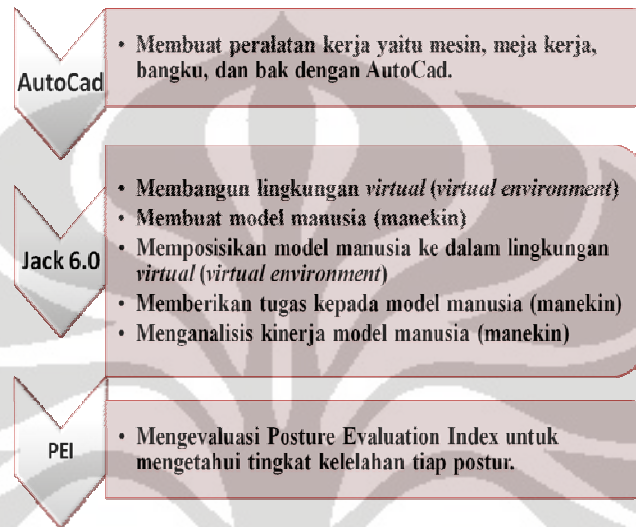 AutoCad
• Membuat peralatan kerja yaitu mesin, meja kerja,
bangku, dan bak dengan AutoCad.
Jack 6.0
• Membangun lingkungan virtual (virtual environment)
• Membuat model manusia (manekin)
• Memposisikan model manusia ke dalam lingkungan
virtual (virtual environment)
• Memberikan tugas kepada model manusia (manekin)
• Menganalisis kinerja model manusia (manekin)
PEI
• Mengevaluasi Posture Evaluation Index untuk
mengetahui tingkat kelelahan tiap postur.